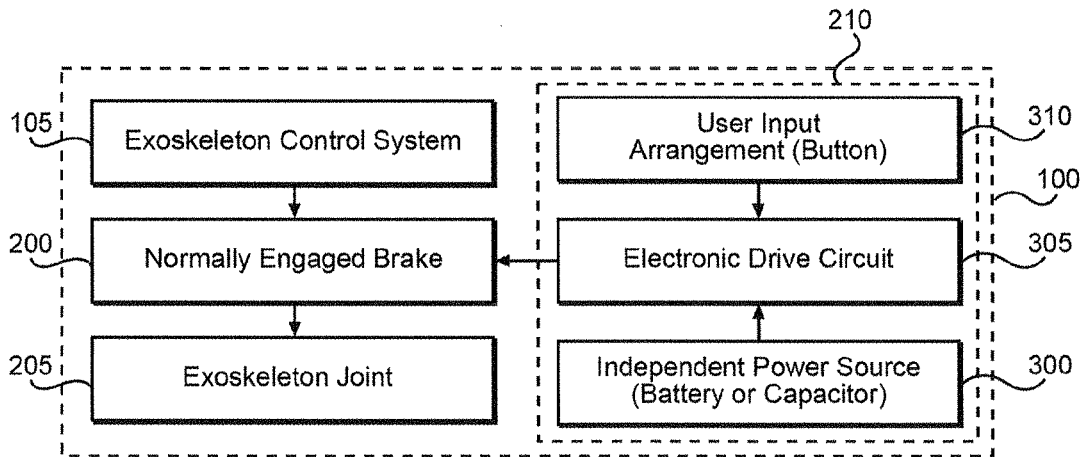 210
105
Exoskeleton Control System
User Input
Arrangement (Button)
310
100
200
Normally Engaged Brake
Electronic Drive Circuit
305
205
Exoskeleton Joint
Independent Power Source
(Battery or Capacitor)
300